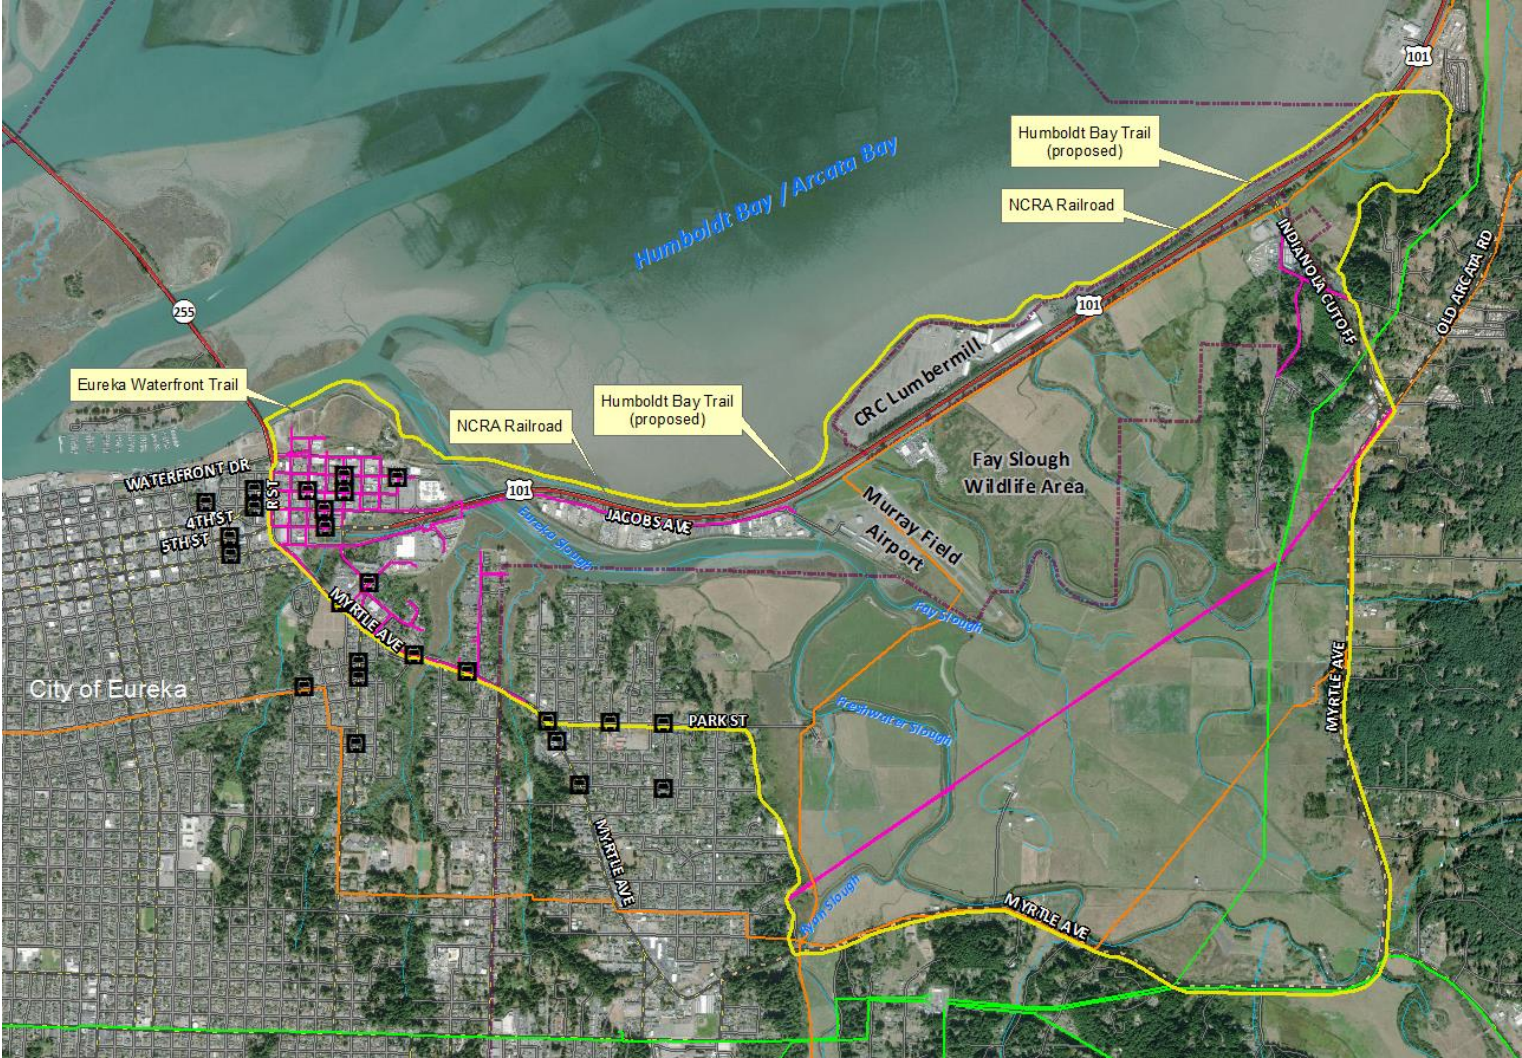 101
Humboldt Bay Trail
(proposed)
NCRA Railroad
Humboldt Bay / Arcata Bay
INDIANOLA CUTOFF
OLD ARCATA RD
255
101
Eureka Waterfront Trail
CRC Lumbermill
Humboldt Bay Trail
(proposed)
NCRA Railroad
Fay Slough
Wildlife Area
WATERFRONT DR
R ST
101
4TH ST
5TH ST
JACOBS AVE
Murray Field
Airport
Eureka Slough
Fay Slough
MYRTLE AVE
MYRTLE AVE
City of Eureka
PARK ST
Freshwater Slough
MYRTLE AVE
Ryan Slough
MYRTLE AVE